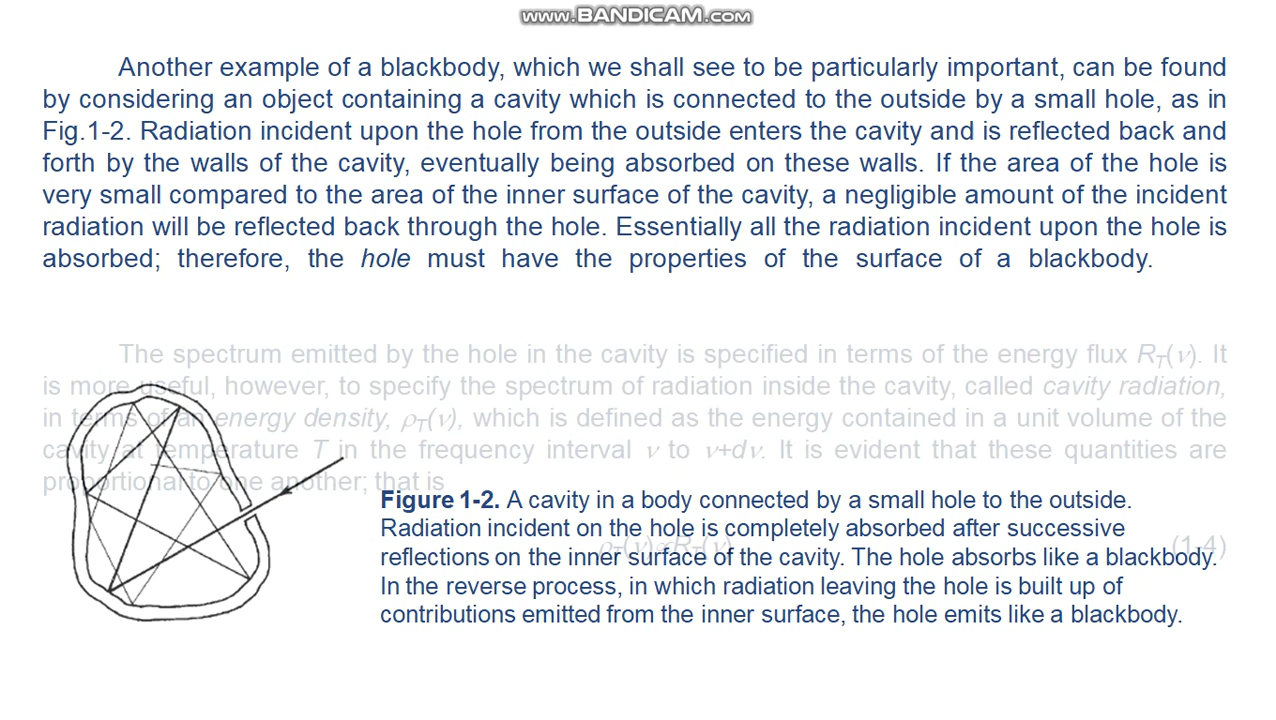 www.BANDICAM.com
Another example of a blackbody, which we shall see to be particularly important, can be found
by considering an object containing a cavity which is connected to the outside by a small hole, as in
Fig.1-2. Radiation incident upon the hole from the outside enters the cavity and is reflected back and
forth by the walls of the cavity, eventually being absorbed on these walls. If the area of the hole is
very small compared to the area of the inner surface of the cavity, a negligible amount of the incident
radiation will be reflected back through the hole. Essentially all the radiation incident upon the hole is
absorbed; therefore, the hole must have the properties of the surface of a blackbody.
The spectrum emitted by the hole in the cavity is specified in terms of the energy flux R_T(ν). It
is more useful, however, to specify the spectrum of radiation inside the cavity, called cavity radiation,
in terms of an energy density, ρ_T(ν), which is defined as the energy contained in a unit volume of the
cavity at temperature T in the frequency interval ν to ν+dν. It is evident that these quantities are
proportional to one another; that is
ρ_T(ν)∝R_T(ν) (1-4)
Figure 1-2. A cavity in a body connected by a small hole to the outside.
Radiation incident on the hole is completely absorbed after successive
reflections on the inner surface of the cavity. The hole absorbs like a blackbody.
In the reverse process, in which radiation leaving the hole is built up of
contributions emitted from the inner surface, the hole emits like a blackbody.